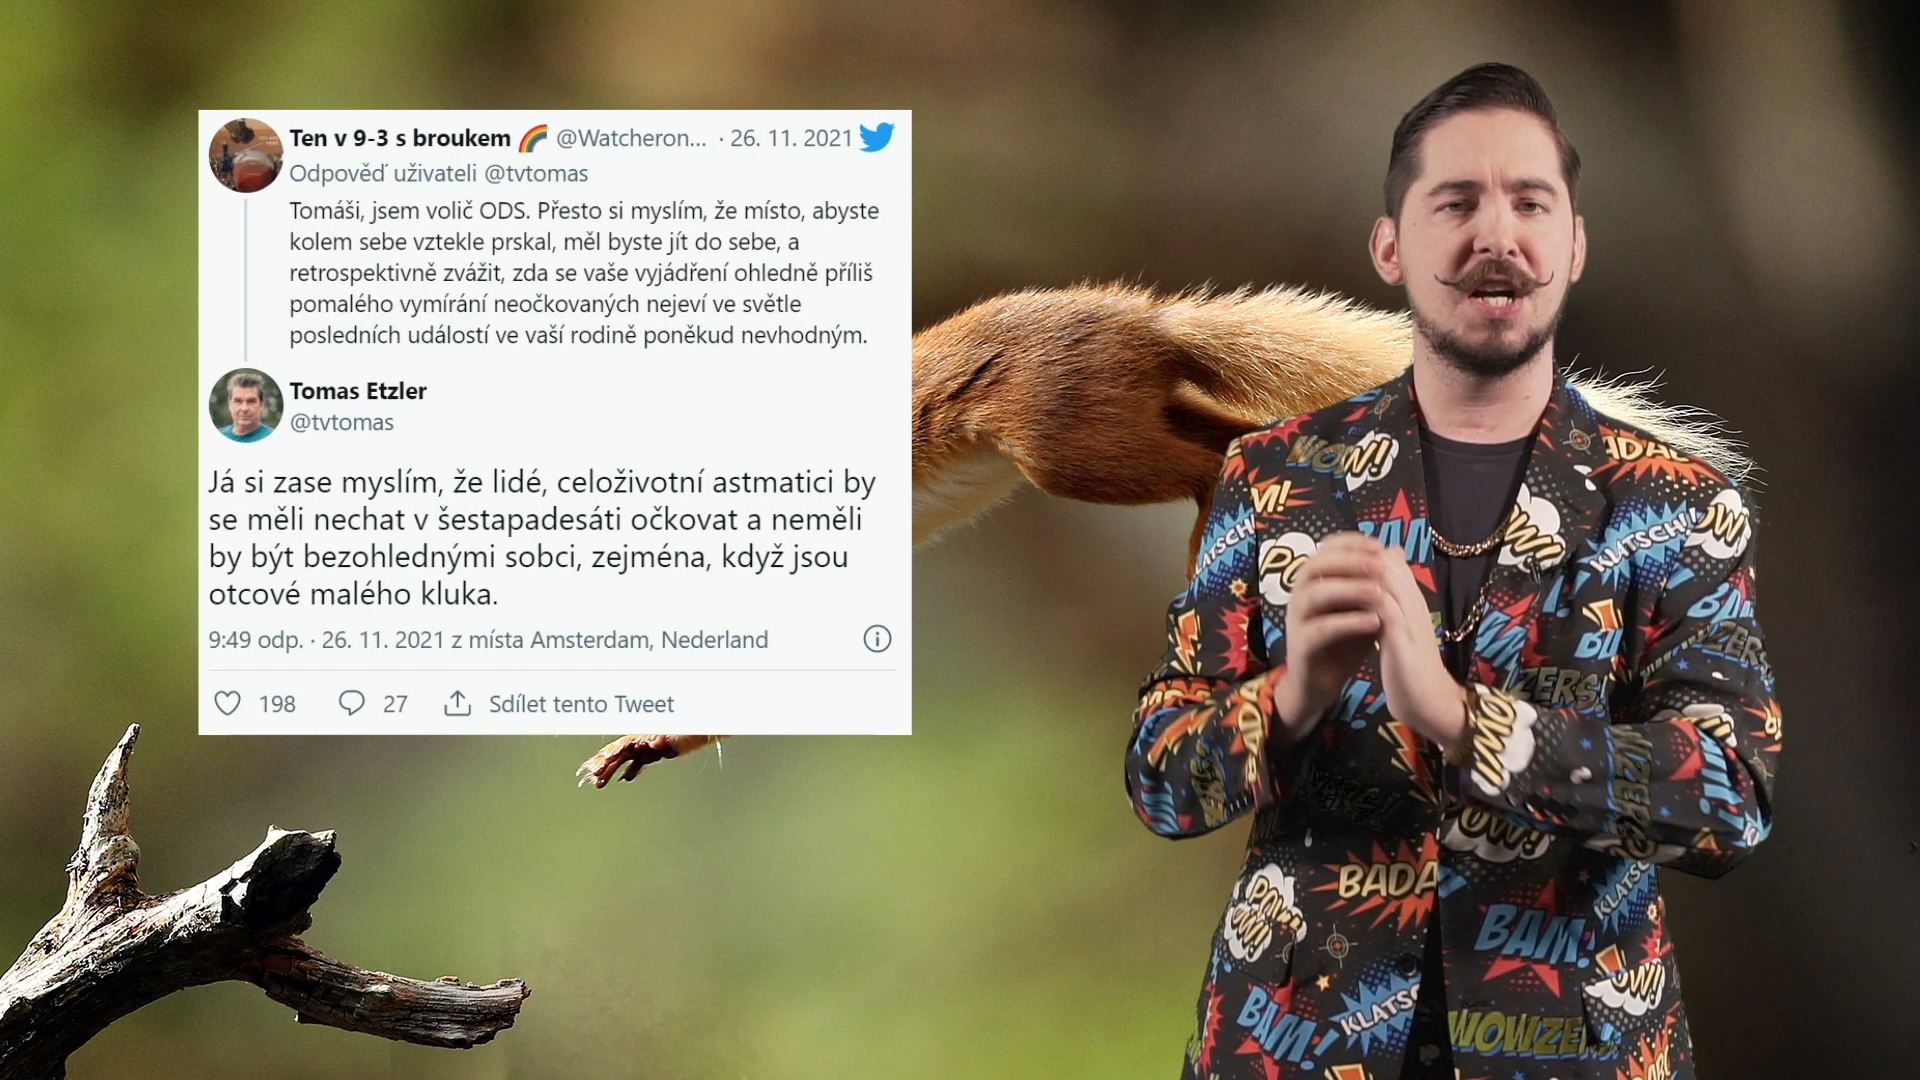 Ten v 9-3 s broukem 🌈 @Watcheron... · 26. 11. 2021
Odpověď uživateli @tvtomas
Tomáši, jsem volič ODS. Přesto si myslím, že místo, abyste
kolem sebe vztekle prskal, měl byste jít do sebe, a
retrospektivně zvážit, zda se vaše vyjádření ohledně příliš
pomalého vymírání neočkovaných nejeví ve světle
posledních událostí ve vaší rodině poněkud nevhodným.
Tomas Etzler
@tvtomas
Já si zase myslím, že lidé, celoživotní astmatici by
se měli nechat v šestapadesáti očkovat a neměli
by být bezohlednými sobci, zejména, když jsou
otcové malého kluka.
9:49 odp. · 26. 11. 2021 z místa Amsterdam, Nederland
198 27 Sdílet tento Tweet
WOW!
KLATSCH!
BADA
POW
OW!
BAM!
OW!
BAM!
KLATSC
WOWZE